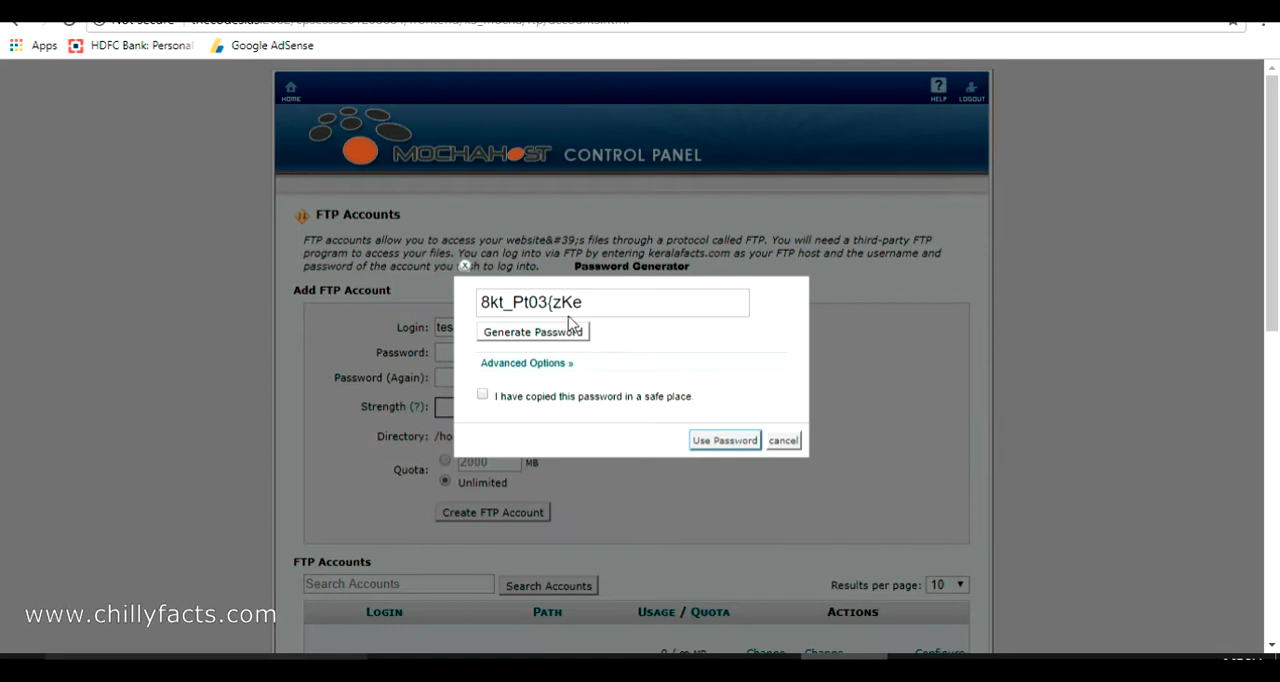 Apps HDFC Bank: Personal Google AdSense
HOME HELP LOGOUT
MOCHAHOST CONTROL PANEL
FTP Accounts
FTP accounts allow you to access your website&#39;s files through a protocol called FTP. You will need a third-party FTP
program to access your files. You can log into via FTP by entering keralafacts.com as your FTP host and the username and
password of the account you wish to log into.
Password Generator
Add FTP Account
8kt_Pt03{zKe
Login: tes
Generate Password
Password:
Advanced Options »
Password (Again):
I have copied this password in a safe place.
Strength (?):
Directory: /ho
Use Password cancel
Quota: 2000 MB
Unlimited
Create FTP Account
FTP Accounts
Search Accounts Search Accounts Results per page: 10
LOGIN PATH USAGE / QUOTA ACTIONS
www.chillyfacts.com
Change Change Configure